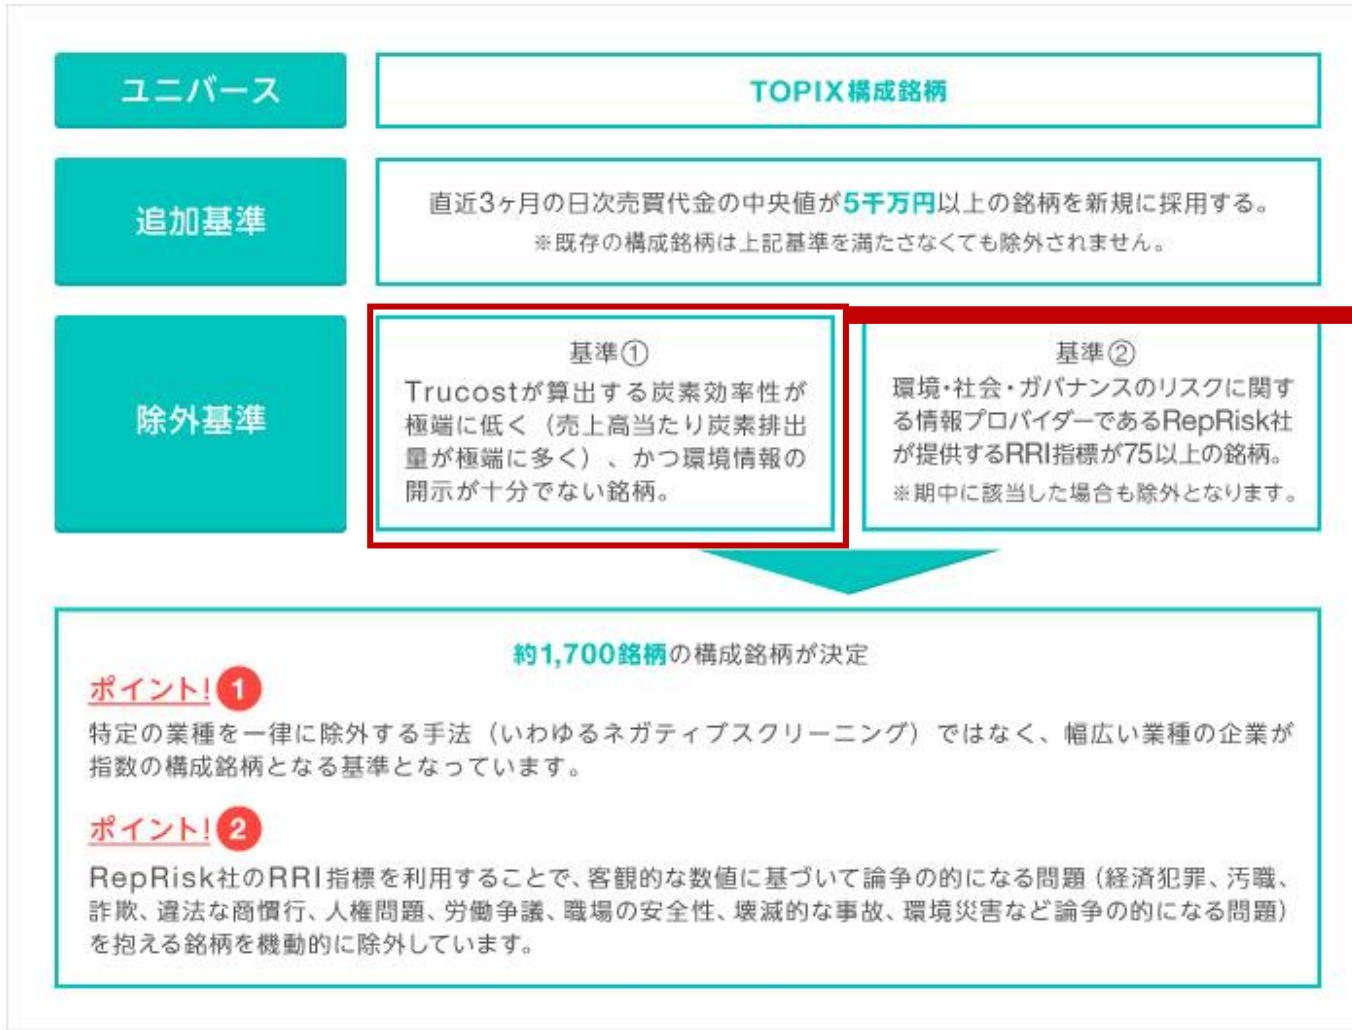 ユニバース
TOPIX構成銘柄
追加基準
直近3ヶ月の日次売買代金の中央値が5千万円以上の銘柄を新規に採用する。
※既存の構成銘柄は上記基準を満たさなくても除外されません。
除外基準
基準①
Trucostが算出する炭素効率性が
極端に低く（売上高当たり炭素排出
量が極端に多く）、かつ環境情報の
開示が十分でない銘柄。
基準②
環境・社会・ガバナンスのリスクに関す
る情報プロバイダーであるRepRisk社
が提供するRRI指標が75以上の銘柄。
※期中に該当した場合も除外となります。
約1,700銘柄の構成銘柄が決定
ポイント! 1
特定の業種を一律に除外する手法（いわゆるネガティブスクリーニング）ではなく、幅広い業種の企業が
指数の構成銘柄となる基準となっています。
ポイント! 2
RepRisk社のRRI指標を利用することで、客観的な数値に基づいて論争の的になる問題（経済犯罪、汚職、
詐欺、違法な商慣行、人権問題、労働争議、職場の安全性、壊滅的な事故、環境災害など論争の的になる問題）
を抱える銘柄を機動的に除外しています。